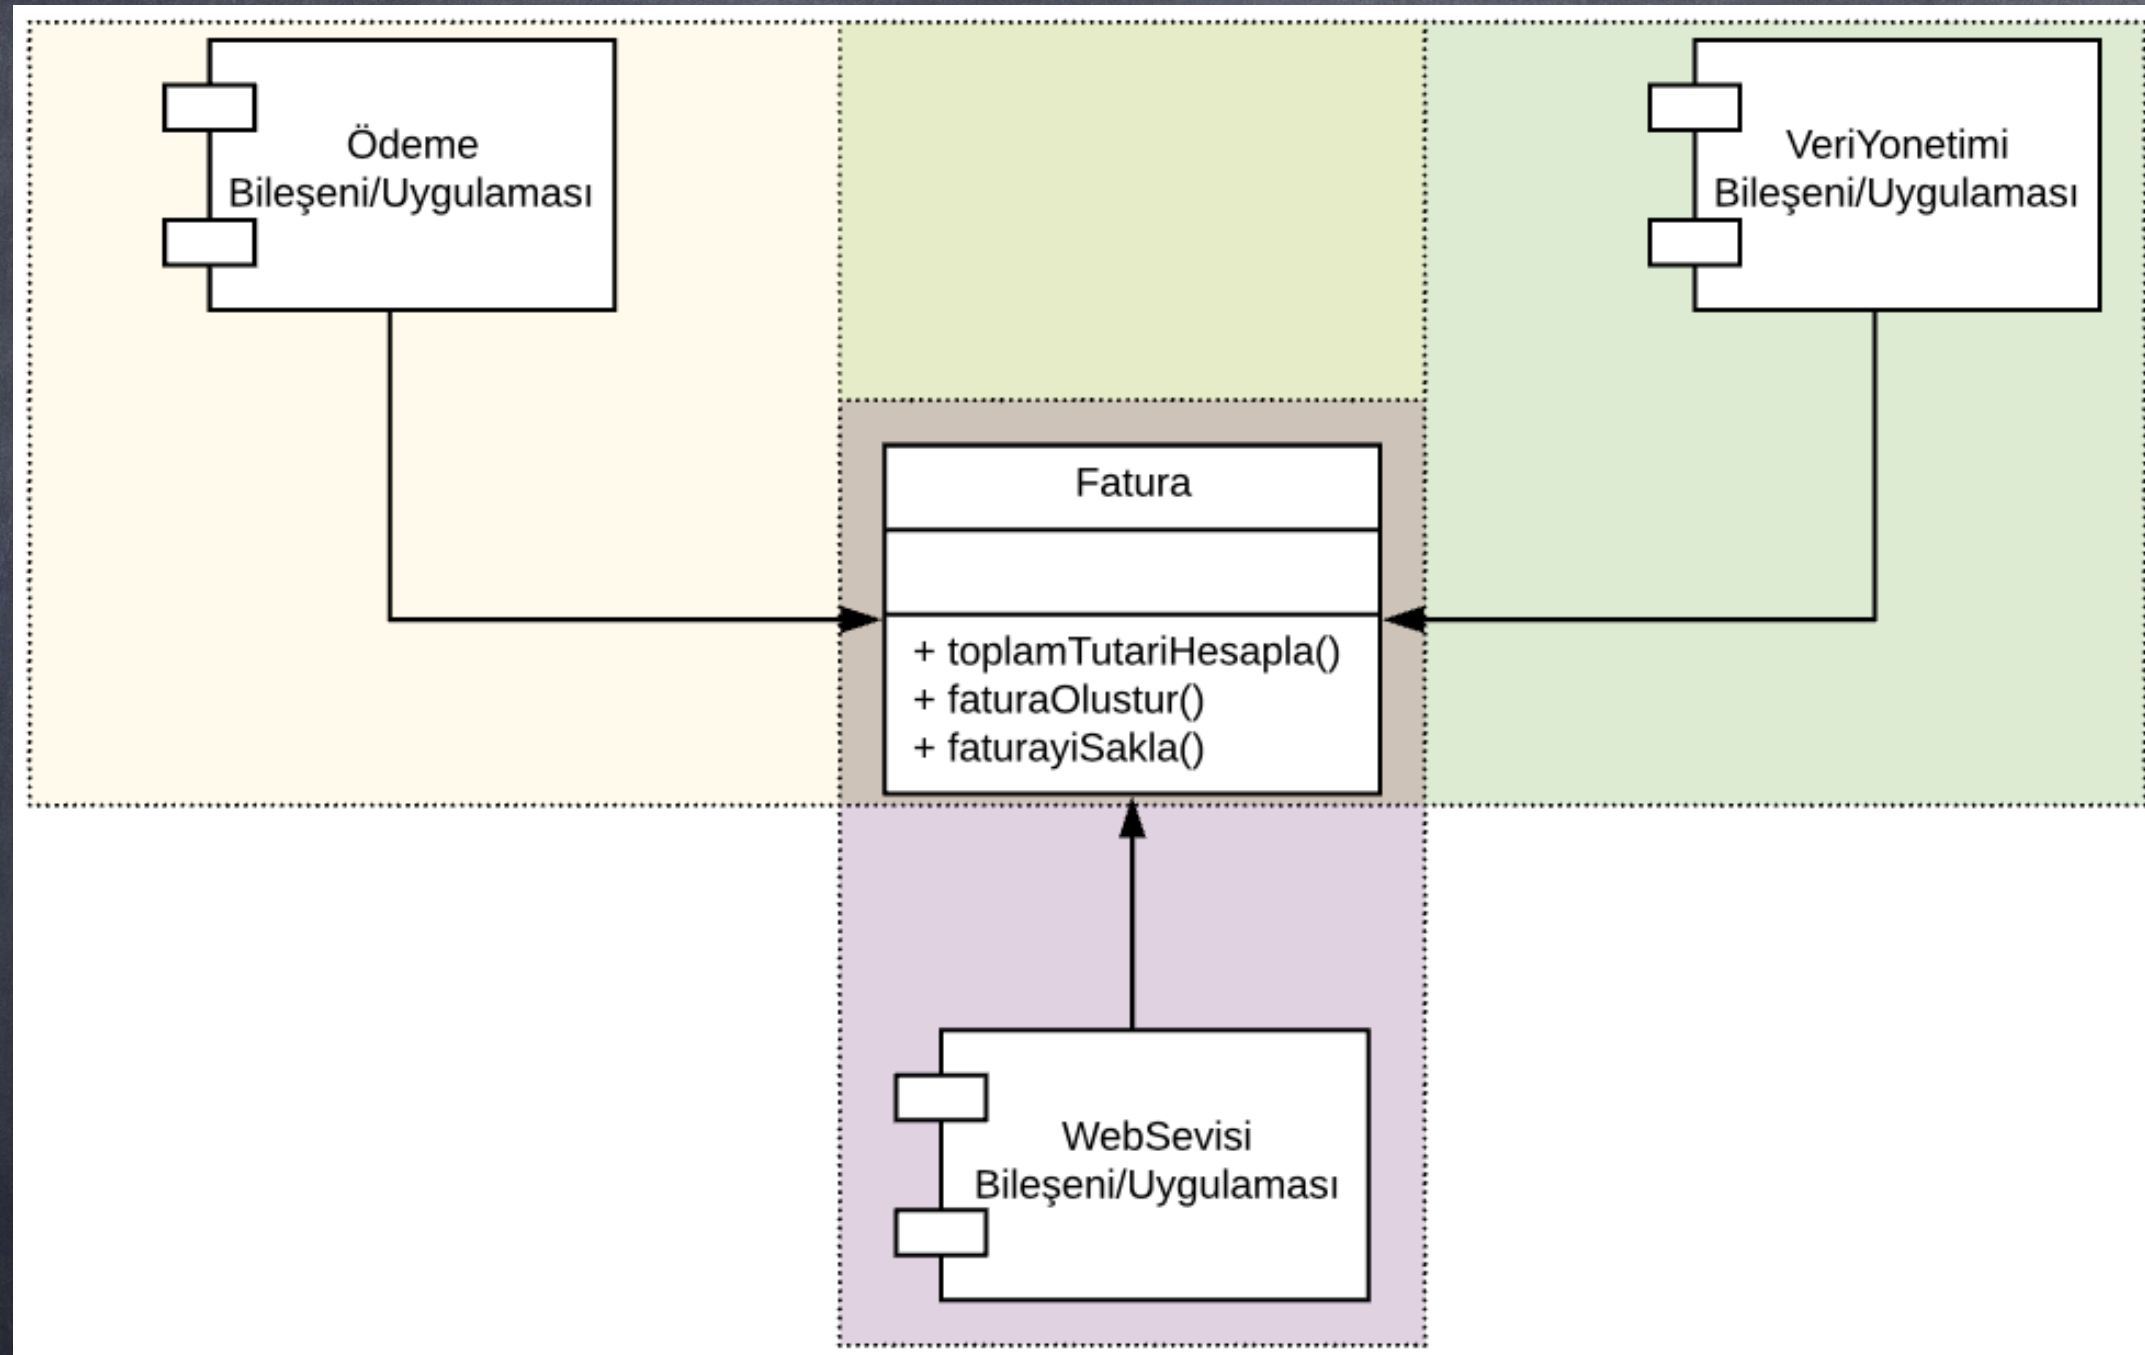 Ödeme
Bileşeni/Uygulaması
VeriYonetimi
Bileşeni/Uygulaması
Fatura
+ toplamTutariHesapla()
+ faturaOlustur()
+ faturayiSakla()
WebSevisi
Bileşeni/Uygulaması